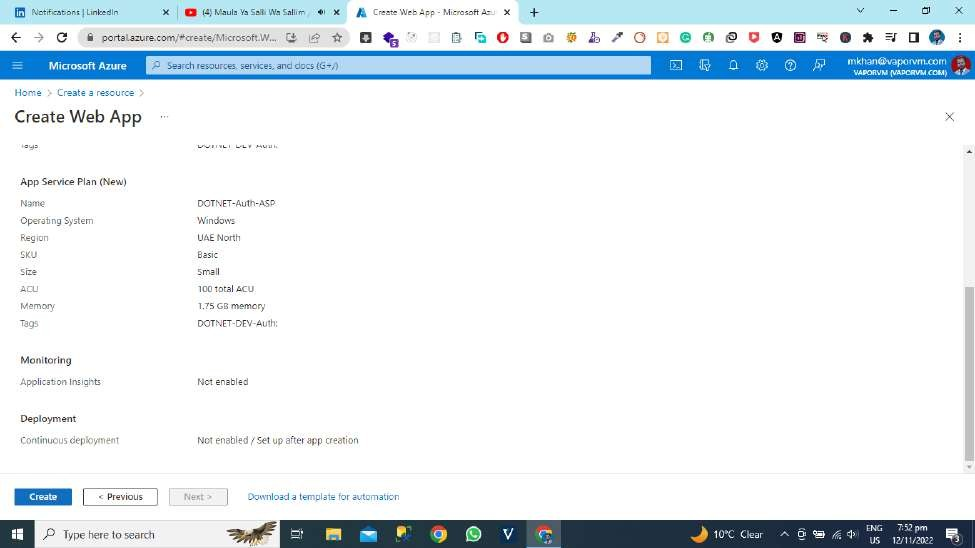 Notifications | LinkedIn
(4) Maula Ya Salli Wa Sallim
Create Web App - Microsoft Azu
portal.azure.com/#create/Microsoft.W...
5
Microsoft Azure
Search resources, services, and docs (G+/)
mkhan@vaporvm.com
VAPORVM (VAPORVM.COM)
Home > Create a resource >
Create Web App ...
Tags DOTNET-DEV-Auth:
App Service Plan (New)
Name DOTNET-Auth-ASP
Operating System Windows
Region UAE North
SKU Basic
Size Small
ACU 100 total ACU
Memory 1.75 GB memory
Tags DOTNET-DEV-Auth:
Monitoring
Application Insights Not enabled
Deployment
Continuous deployment Not enabled / Set up after app creation
Create
< Previous
Next >
Download a template for automation
Type here to search
10°C Clear
ENG
US
7:52 pm
12/11/2022
3